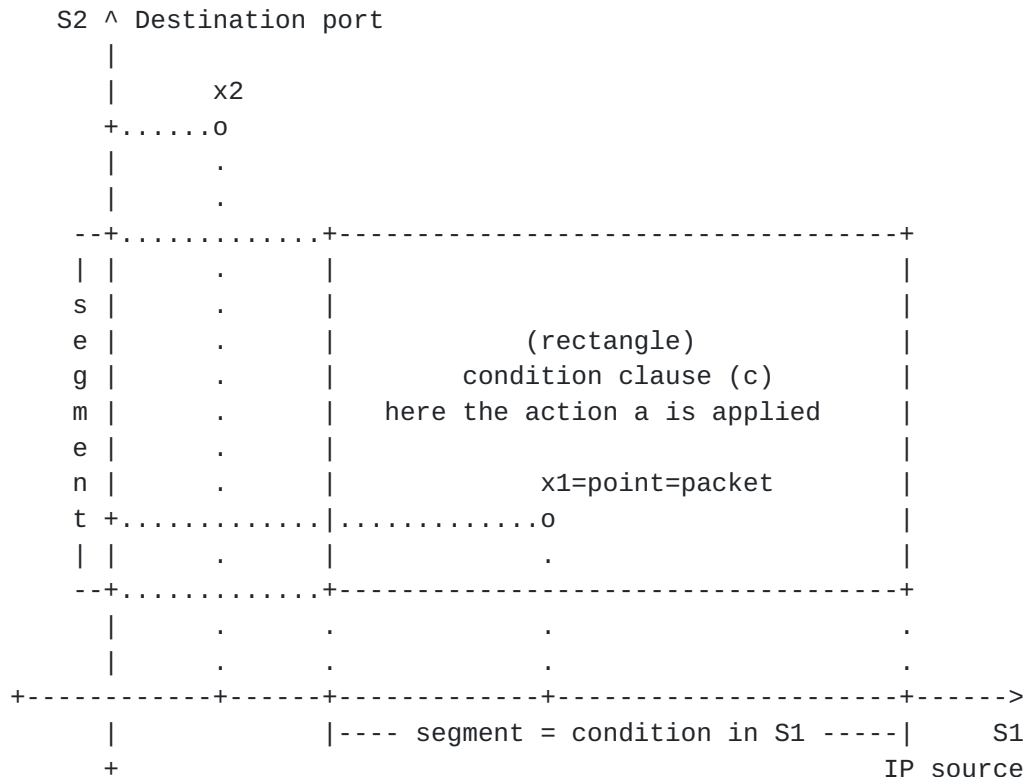 S2 ^ Destination port
x2
o
segment
(rectangle)
condition clause (c)
here the action a is applied
x1=point=packet
o
segment = condition in S1
S1
IP source